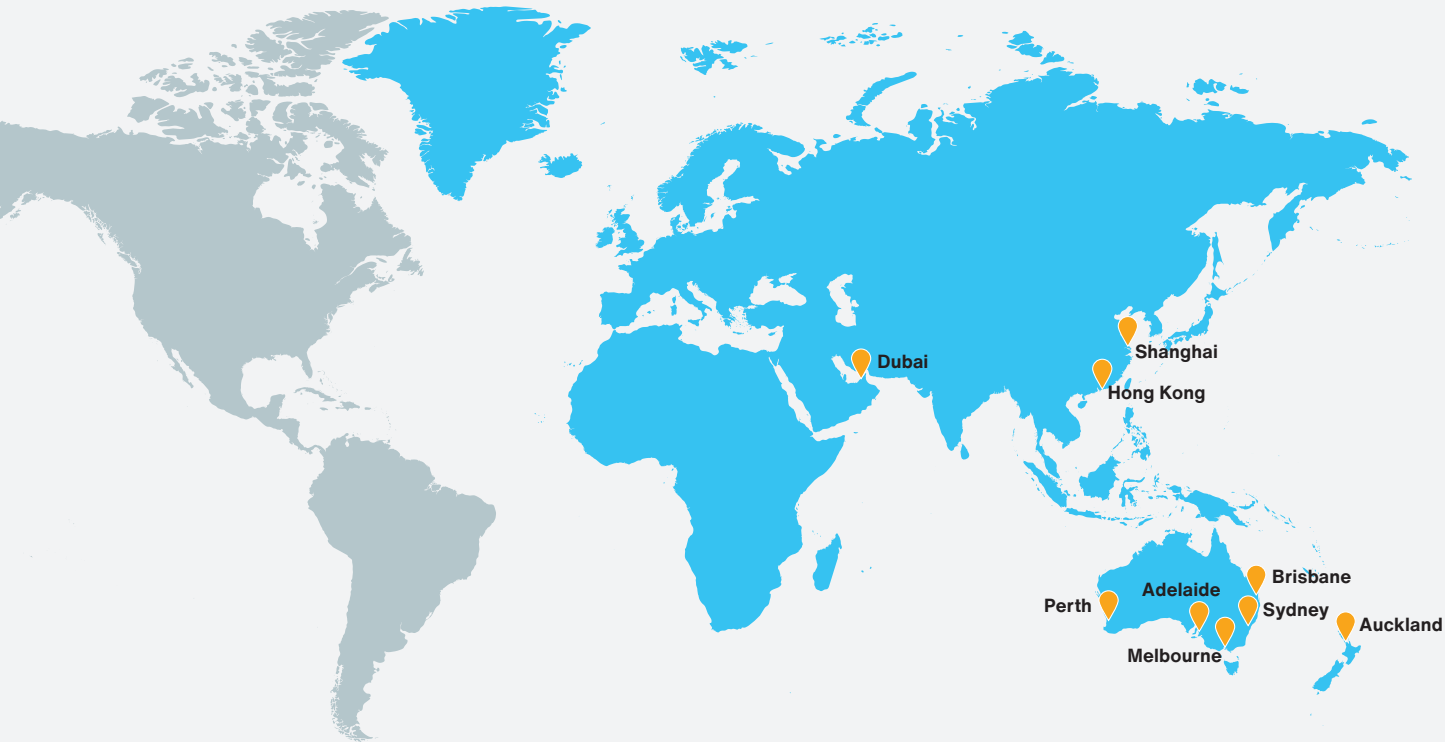 Shanghai
Dubai
Hong Kong
Brisbane
Adelaide
Perth
Sydney
Auckland
Melbourne